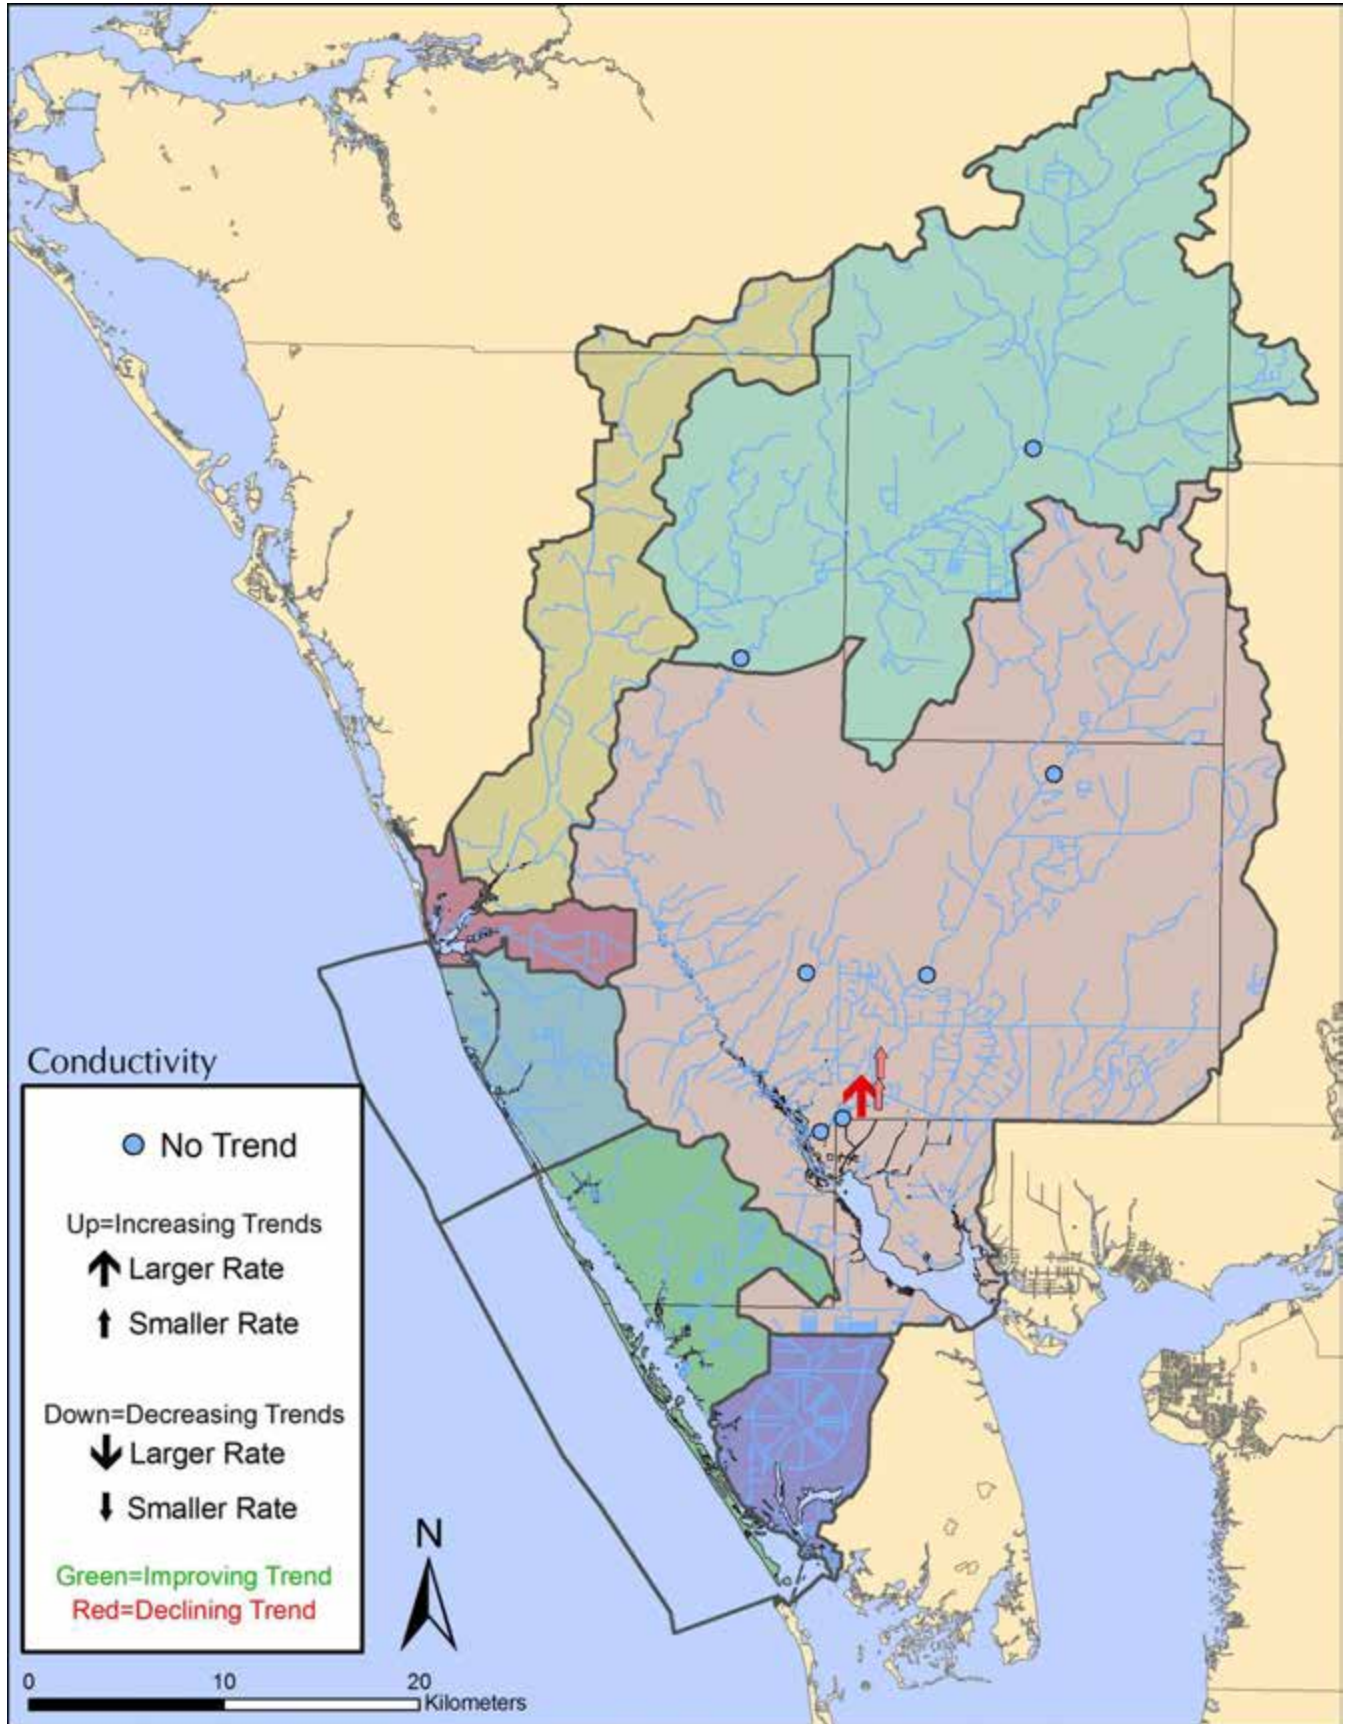 Conductivity
No Trend
Up=Increasing Trends
Larger Rate
Smaller Rate
Down=Decreasing Trends
Larger Rate
Smaller Rate
Green=Improving Trend
Red=Declining Trend
N
0 10 20
Kilometers